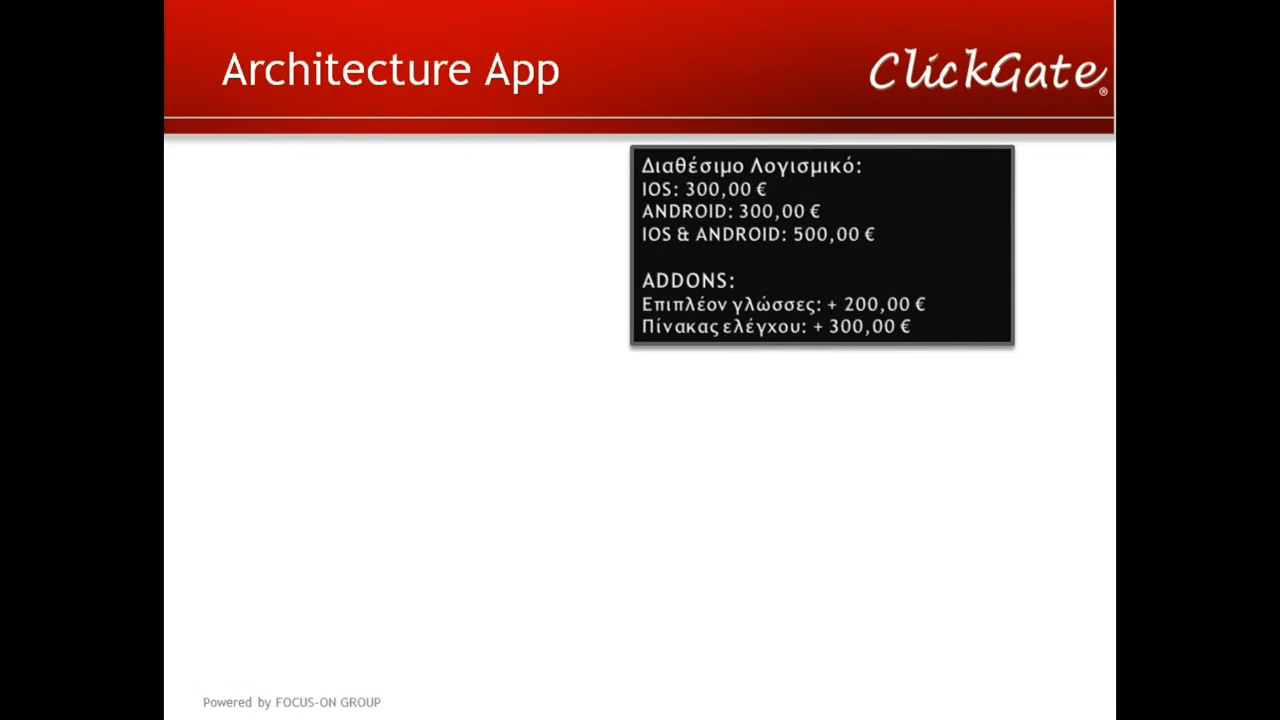 Architecture App
ClickGate®
Διαθέσιμο Λογισμικό:
IOS: 300,00 €
ANDROID: 300,00 €
IOS & ANDROID: 500,00 €
ADDONS:
Επιπλέον γλώσσες: + 200,00 €
Πίνακας ελέγχου: + 300,00 €
Powered by FOCUS-ON GROUP